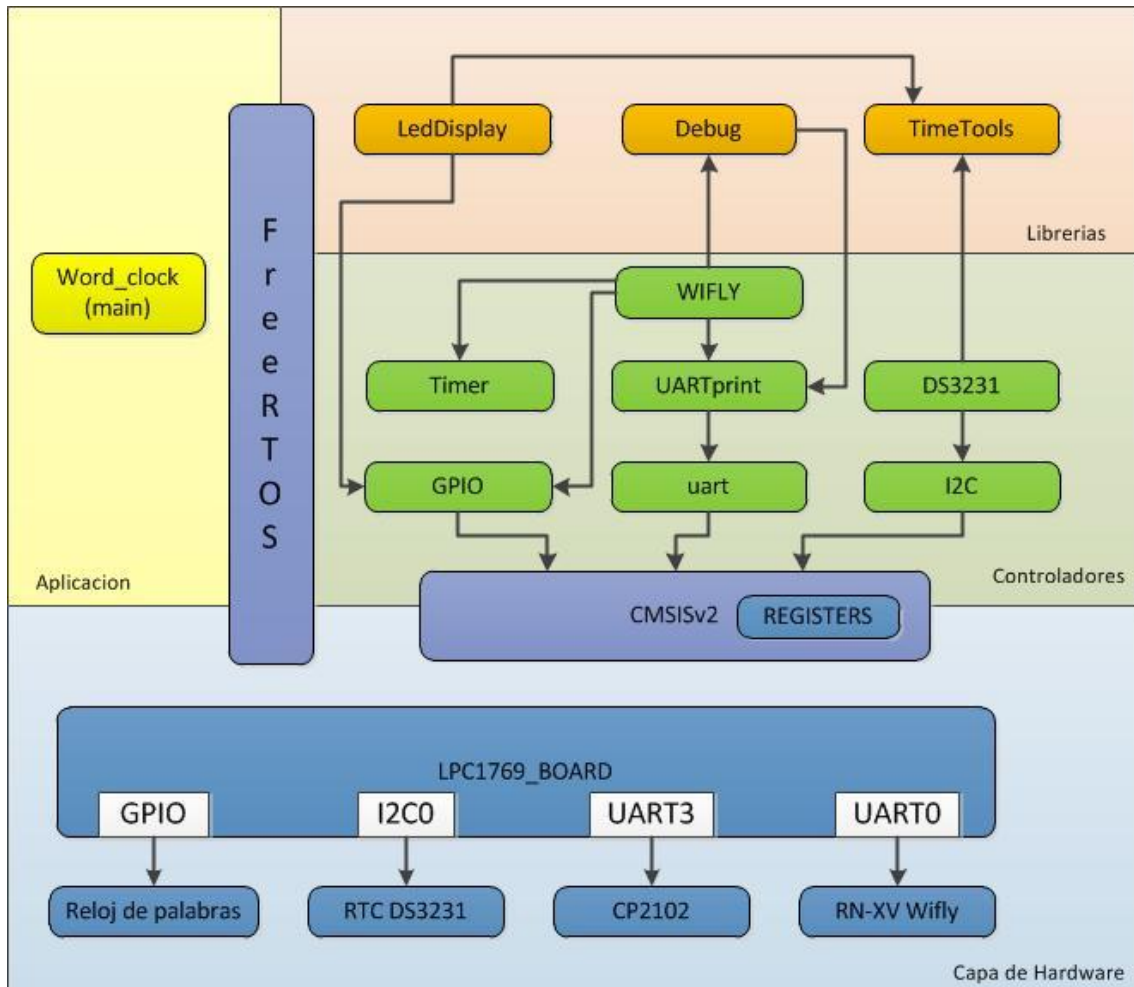 LedDisplay
Debug
TimeTools
Librerias
FreeRTOS
Word_clock
(main)
WIFLY
Timer
UARTprint
DS3231
GPIO
uart
I2C
Aplicacion
Controladores
CMSISv2
REGISTERS
LPC1769_BOARD
GPIO
I2C0
UART3
UART0
Reloj de palabras
RTC DS3231
CP2102
RN-XV Wifly
Capa de Hardware